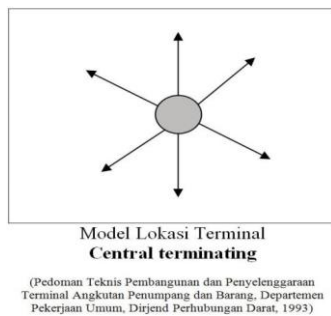 Model Lokasi Terminal
Central terminating
(Pedoman Teknis Pembangunan dan Penyelenggaraan
Terminal Angkutan Penumpang dan Barang, Departemen
Pekerjaan Umum, Dirjend Perhubungan Darat, 1993)